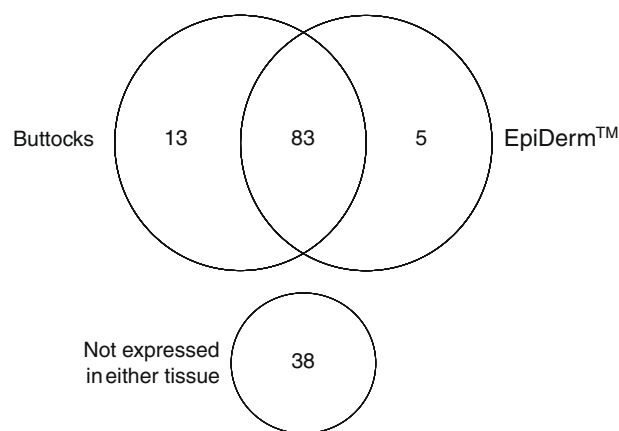 Buttocks 13 83 5 EpiDerm™
Not expressed
in either tissue 38